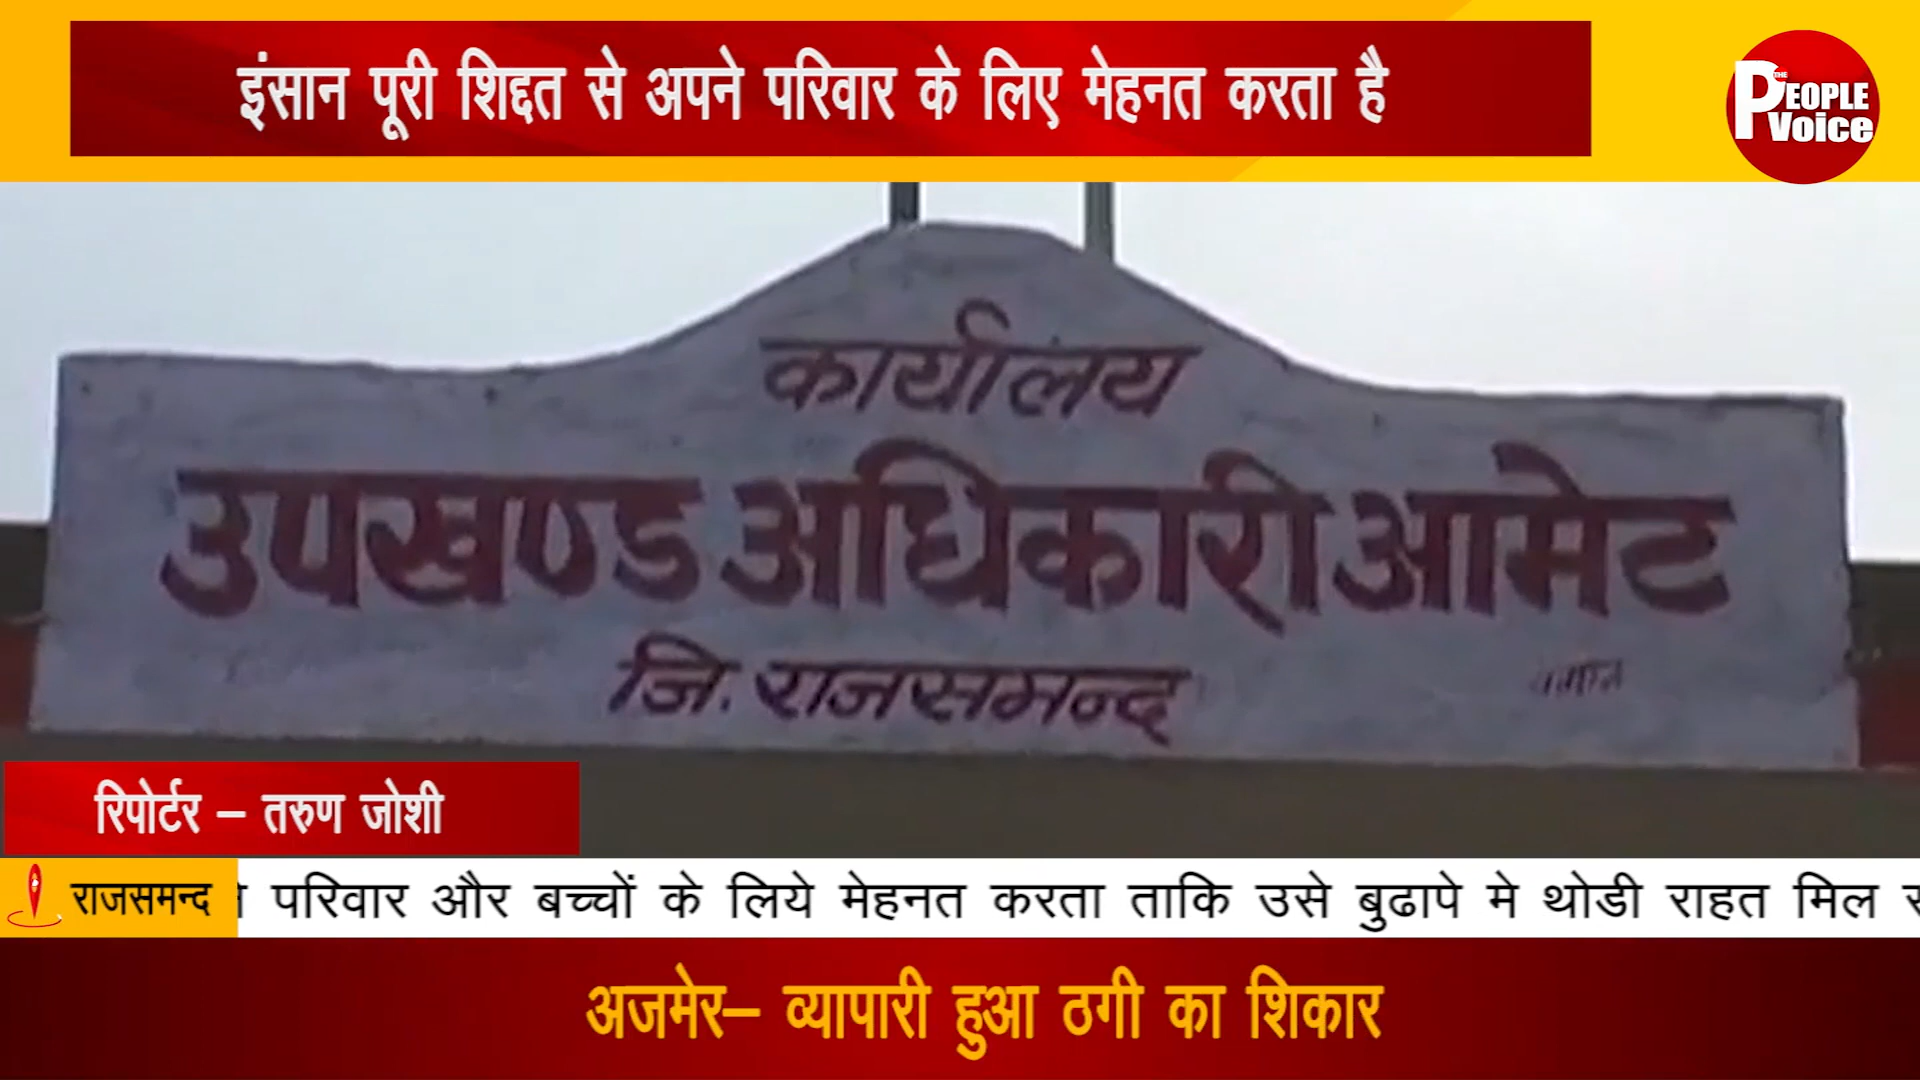 इंसान पूरी शिद्दत से अपने परिवार के लिए मेहनत करता है
THE PEOPLE Voice
कार्यालय
उपखण्ड अधिकारी आमेट
जि. राजसमन्द
रिपोर्टर – तरुण जोशी
राजसमन्द
परिवार और बच्चों के लिये मेहनत करता ताकि उसे बुढापे मे थोडी राहत मिल
अजमेर– व्यापारी हुआ ठगी का शिकार